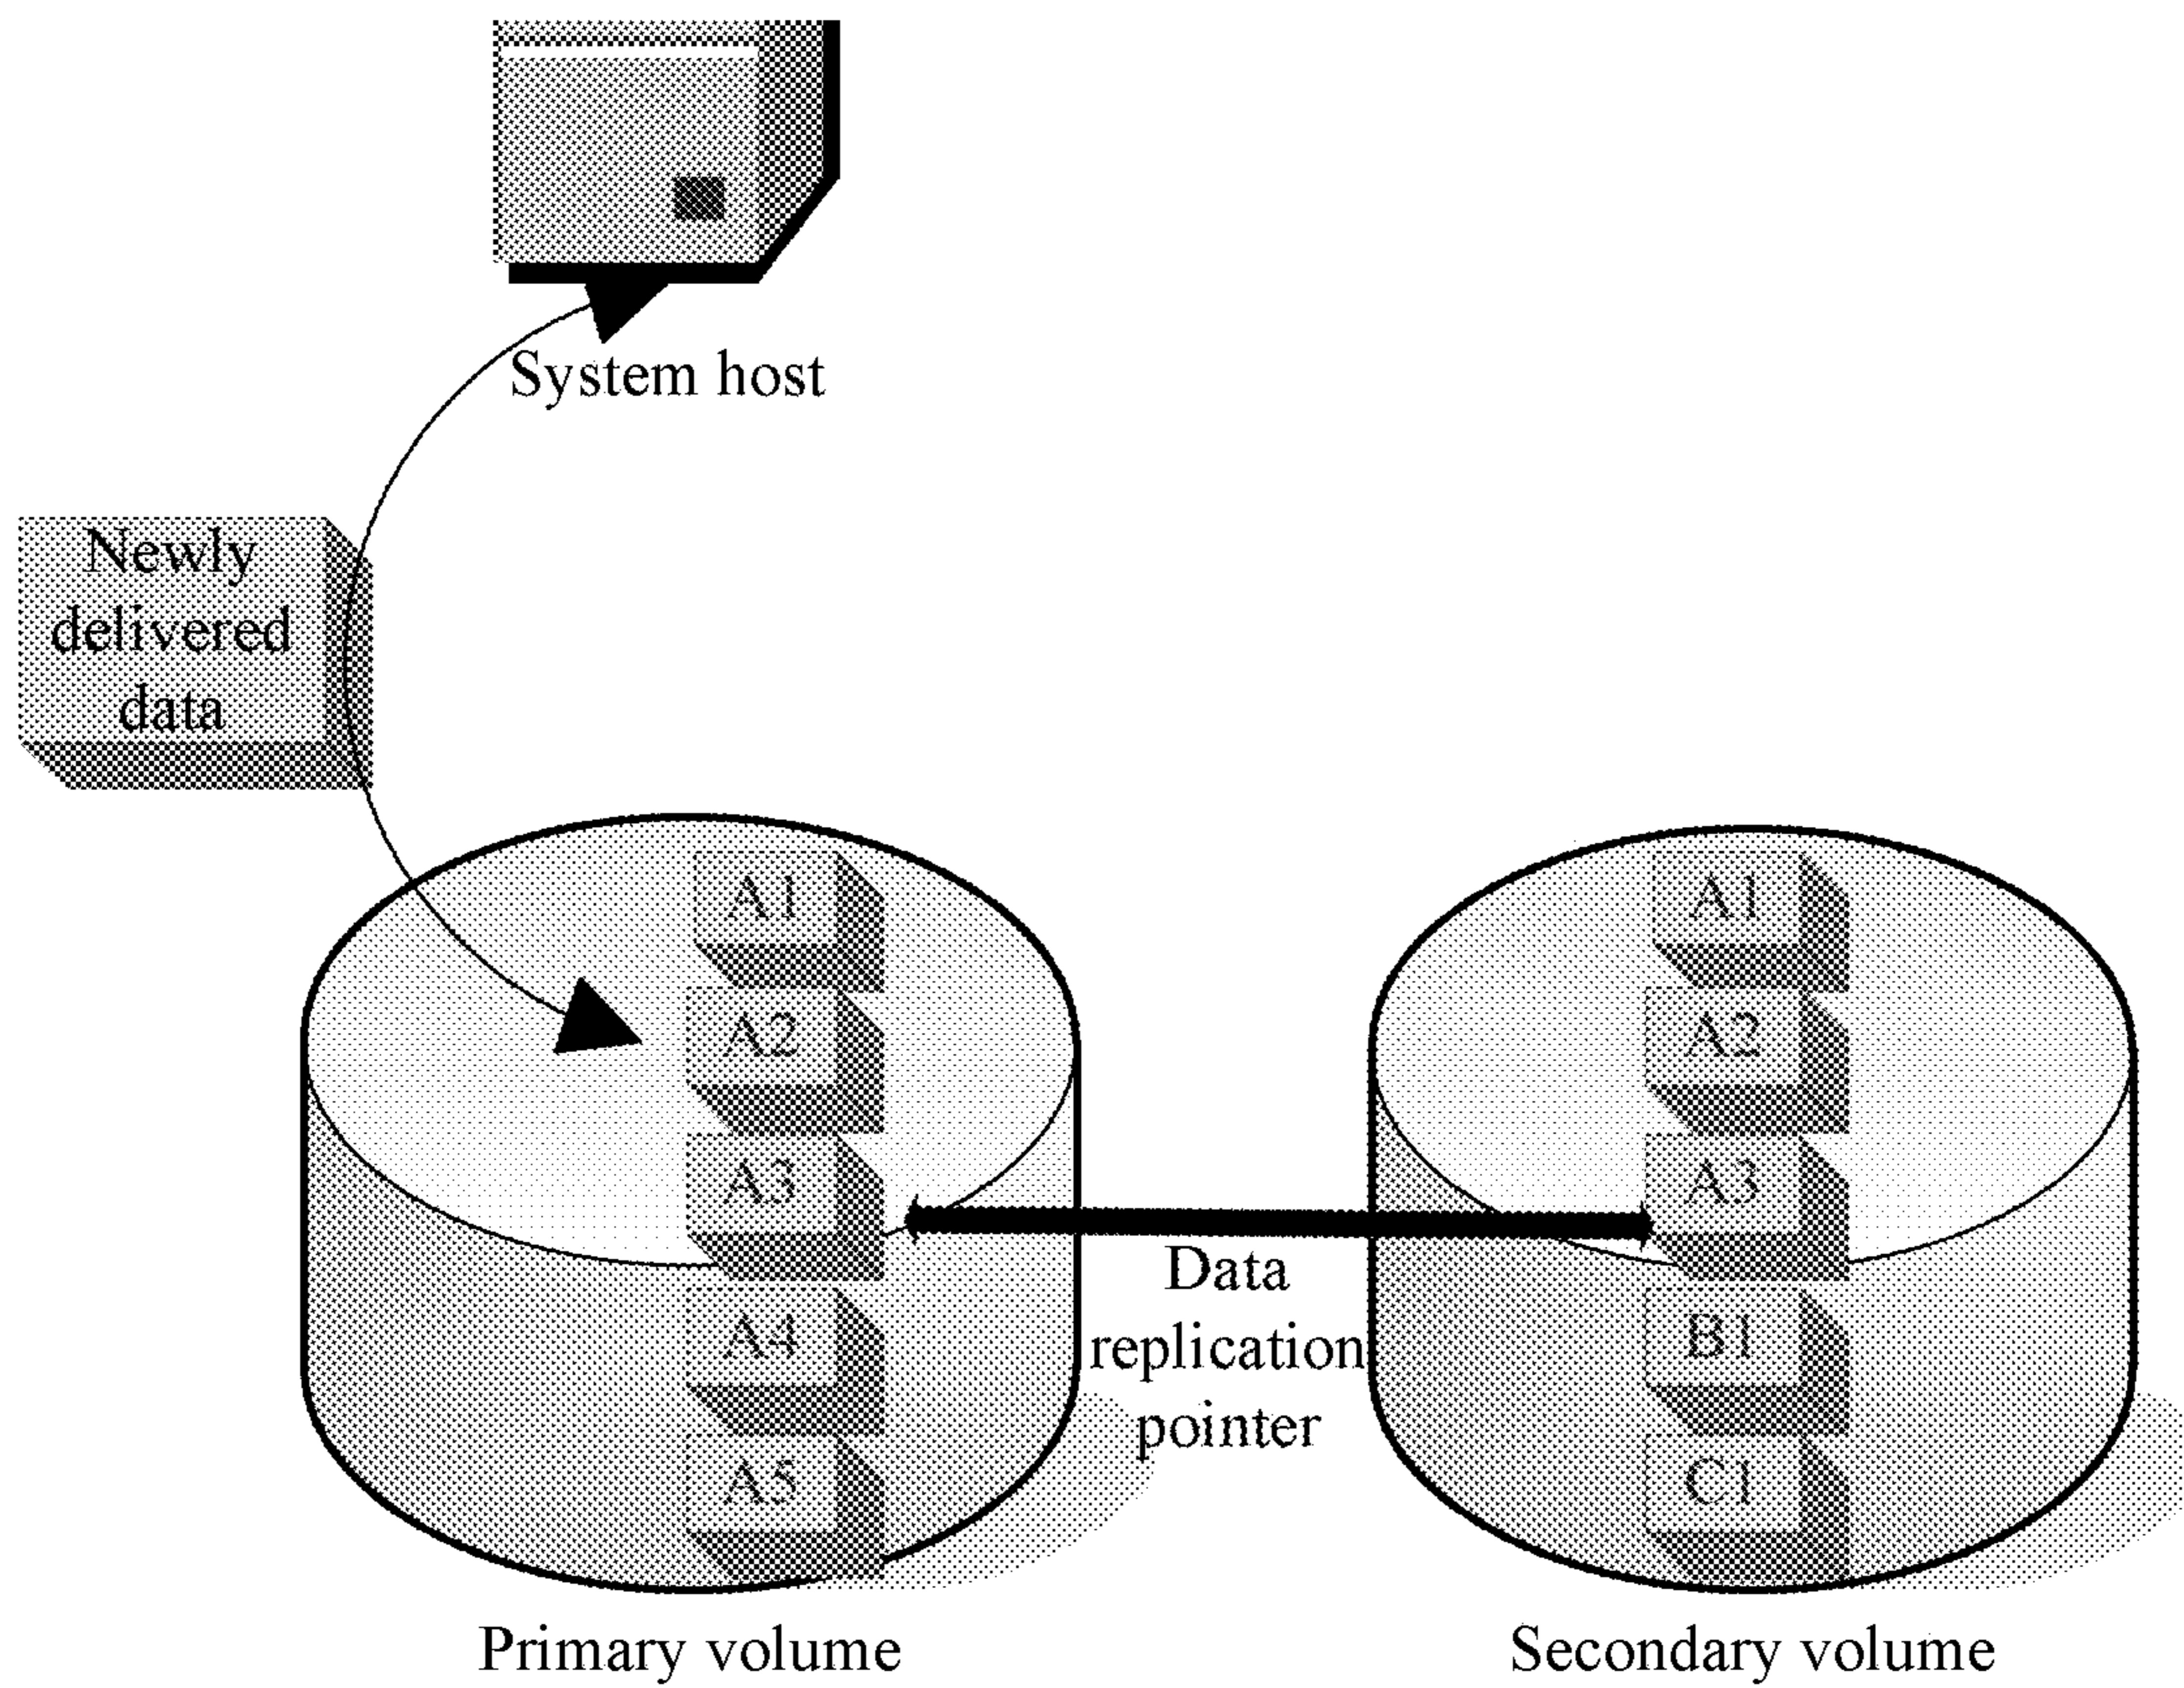 System host
Newly
delivered
data
A1
A2
A3
A4
A5
A1
A2
A3
B1
C1
Data
replication
pointer
Primary volume
Secondary volume